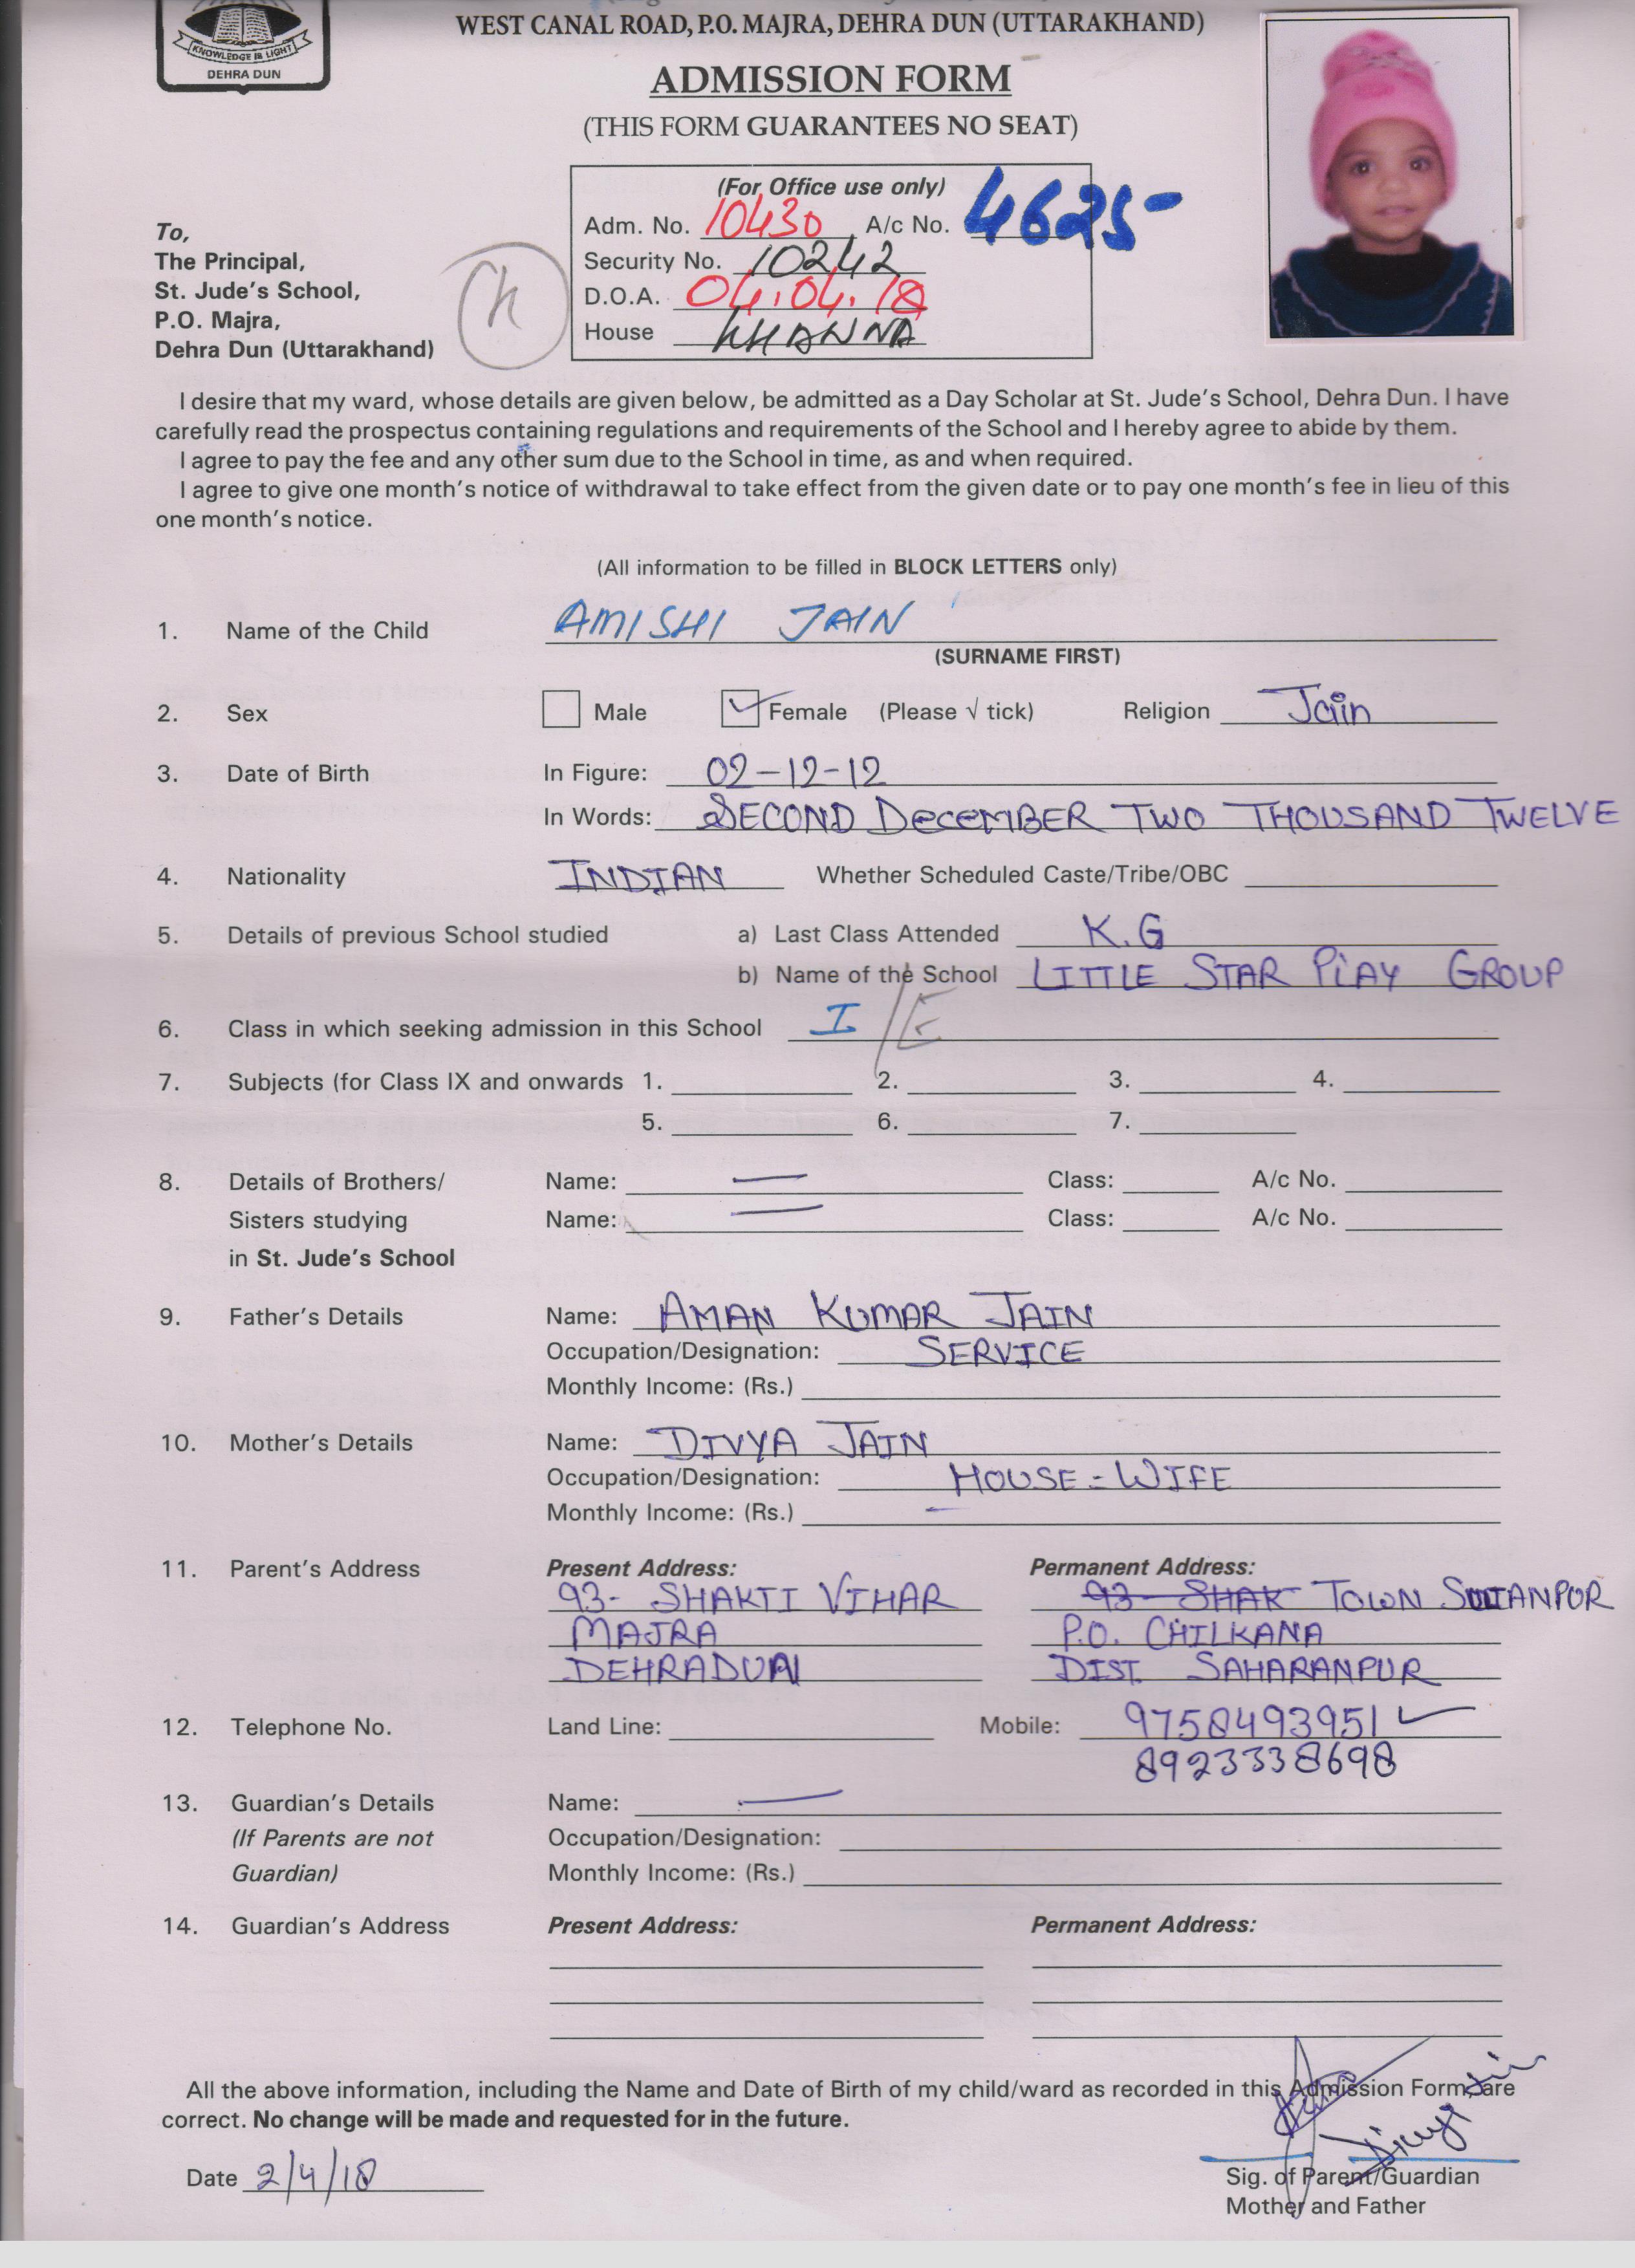 KNOWLEDGE IS LIGHT
DEHRA DUN
WEST CANAL ROAD, P.O. MAJRA, DEHRA DUN (UTTARAKHAND)
ADMISSION FORM
(THIS FORM GUARANTEES NO SEAT)
(For Office use only)
Adm. No. 10430 A/c No. 4625-
Security No. 10242
D.O.A. 04.04.18
House KHANNA
To,
The Principal,
St. Jude's School,
P.O. Majra,
Dehra Dun (Uttarakhand)
I desire that my ward, whose details are given below, be admitted as a Day Scholar at St. Jude's School, Dehra Dun. I have
carefully read the prospectus containing regulations and requirements of the School and I hereby agree to abide by them.
I agree to pay the fee and any other sum due to the School in time, as and when required.
I agree to give one month's notice of withdrawal to take effect from the given date or to pay one month's fee in lieu of this
one month's notice.
(All information to be filled in BLOCK LETTERS only)
1. Name of the Child AMISHI JAIN
(SURNAME FIRST)
2. Sex Male Female (Please √ tick) Religion Jain
3. Date of Birth In Figure: 02-12-12
In Words: SECOND DeceMBER TWO THOUSAND TWELVE
4. Nationality INDIAN Whether Scheduled Caste/Tribe/OBC
5. Details of previous School studied a) Last Class Attended K.G
b) Name of the School LITTLE STAR PlAY GROUP
6. Class in which seeking admission in this School I/E
7. Subjects (for Class IX and onwards 1. 2. 3. 4.
5. 6. 7.
8. Details of Brothers/ Name: — Class: A/c No.
Sisters studying Name: — Class: A/c No.
in St. Jude's School
9. Father's Details Name: AMAN KUMAR JAIN
Occupation/Designation: SERVICE
Monthly Income: (Rs.)
10. Mother's Details Name: DIVYA JAIN
Occupation/Designation: HOUSE-WIFE
Monthly Income: (Rs.) –
11. Parent's Address Present Address: Permanent Address:
93- SHAKTI VIHAR 93- SHAK TOWN SULTANPUR
MAJRA P.O. CHILKANA
DEHRADUN DIST. SAHARANPUR
12. Telephone No. Land Line: Mobile: 9758493951
8923338698
13. Guardian's Details Name: —
(If Parents are not Occupation/Designation:
Guardian) Monthly Income: (Rs.)
14. Guardian's Address Present Address: Permanent Address:
All the above information, including the Name and Date of Birth of my child/ward as recorded in this Admission Form, are
correct. No change will be made and requested for in the future.
Date 2/4/18
Sig. of Parent/Guardian
Mother and Father